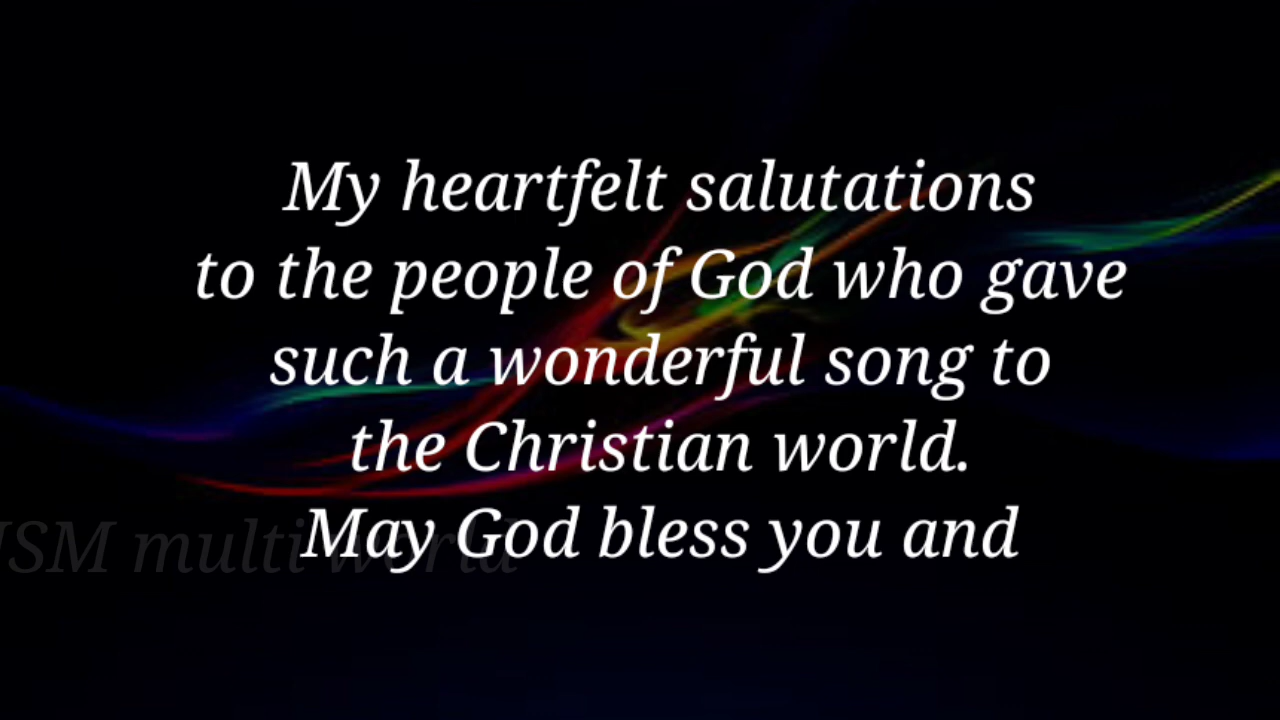 My heartfelt salutations
to the people of God who gave
such a wonderful song to
the Christian world.
May God bless you and
SM multi world